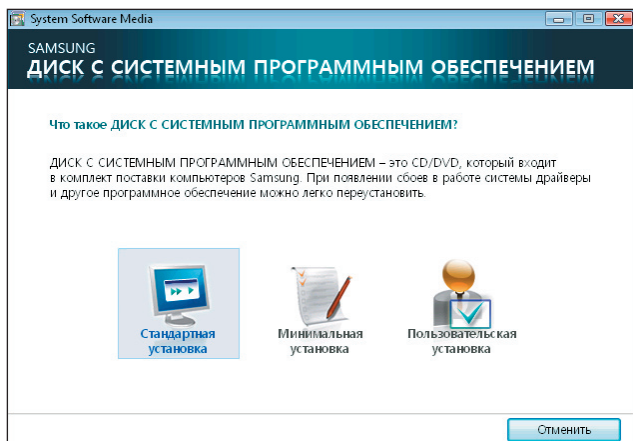 System Software Media
SAMSUNG
ДИСК С СИСТЕМНЫМ ПРОГРАММНЫМ ОБЕСПЕЧЕНИЕМ
Что такое ДИСК С СИСТЕМНЫМ ПРОГРАММНЫМ ОБЕСПЕЧЕНИЕМ?
ДИСК С СИСТЕМНЫМ ПРОГРАММНЫМ ОБЕСПЕЧЕНИЕМ – это CD/DVD, который входит
в комплект поставки компьютеров Samsung. При появлении сбоев в работе системы драйверы
и другое программное обеспечение можно легко переустановить.
Стандартная
установка
Минимальная
установка
Пользовательская
установка
Отменить